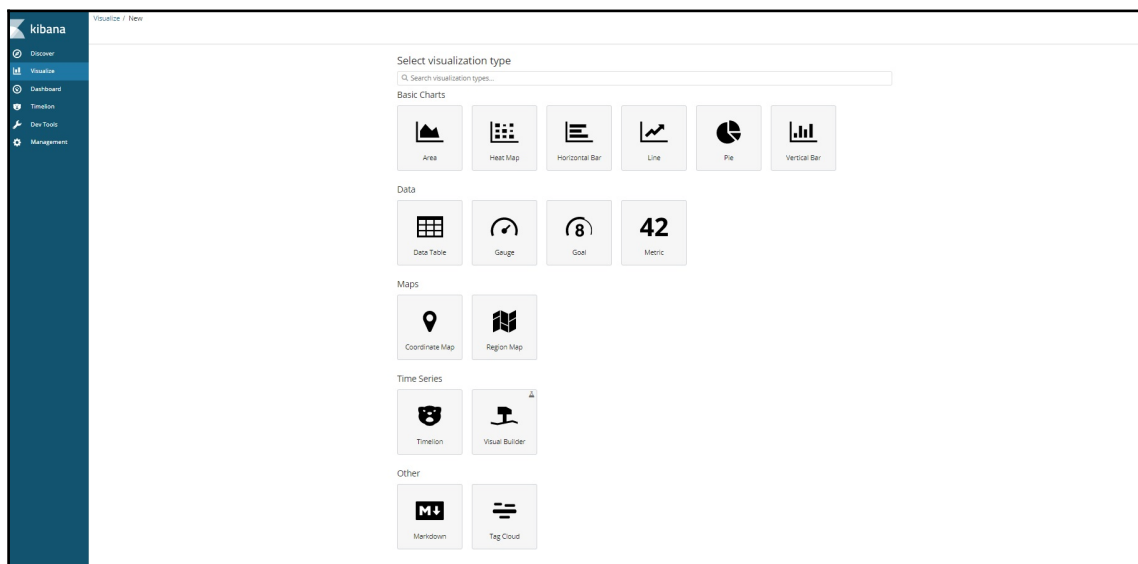 Visualize / New
kibana
Discover
Visualize
Dashboard
Timelion
Dev Tools
Management
Select visualization type
Search visualization types...
Basic Charts
Area Heat Map Horizontal Bar Line Pie Vertical Bar
Data
8 42
Data Table Gauge Goal Metric
Maps
Coordinate Map Region Map
Time Series
Timelion Visual Builder
Other
M
Markdown Tag Cloud